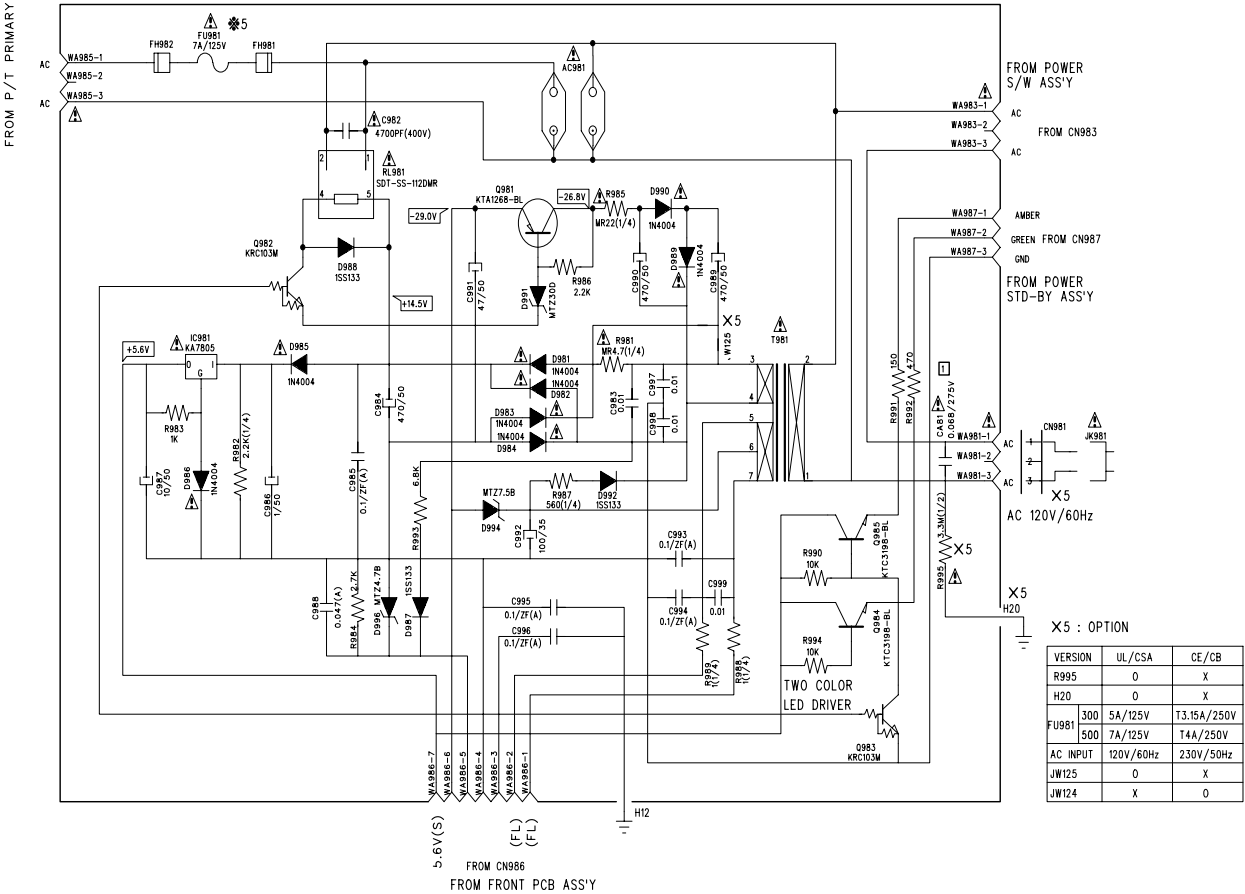 FROM P/T PRIMARY
AC
WA985-1
WA985-2
AC
WA985-3
FH982
FU981
7A/125V
※5
FH981
AC981
C982
4700PF(400V)
2
1
RL981
SDT-SS-112DMR
4
5
Q982
KRC103M
D988
1SS133
+14.5V
-29.0V
Q981
KTA1268-BL
-26.8V
R985
MR22(1/4)
D990
1N4004
C991
47/50
D991
MTZ30D
R986
2.2K
C990
470/50
D989
1N4004
C989
470/50
X5
JW125
T981
+5.6V
IC981
KA7805
O
I
G
D985
1N4004
R983
1K
C987
10/50
D986
1N4004
R982
2.2K(1/4)
C986
1/50
C984
470/50
C985
0.1/ZF(A)
D981
1N4004
1N4004
D982
D983
1N4004
1N4004
D984
R981
MR4.7(1/4)
C983
0.01
C997
0.01
C998
0.01
3
4
5
6
7
2
1
6.8K
R993
MTZ7.5B
D994
R987
560(1/4)
D992
1SS133
C992
100/35
C993
0.1/ZF(A)
C994
0.1/ZF(A)
C999
0.01
C988
0.047(A)
2.7K
R984
MTZ4.7B
D996
1SS133
D987
C995
0.1/ZF(A)
C996
0.1/ZF(A)
R989
1(1/4)
R988
1(1/4)
150
R991
470
R992
R990
10K
Q985
KTC3198-BL
R994
10K
Q984
KTC3198-BL
TWO COLOR
LED DRIVER
Q983
KRC103M
1
CA81
0.068/275V
3.3M(1/2)
R995
X5
X5
H20
FROM POWER
S/W ASS'Y
WA983-1
AC
WA983-2
FROM CN983
WA983-3
AC
WA987-1
AMBER
WA987-2
GREEN FROM CN987
WA987-3
GND
FROM POWER
STD-BY ASS'Y
WA981-1
AC
WA981-2
WA981-3
AC
CN981
1
2
3
JK981
X5
AC 120V/60Hz
X5 : OPTION
VERSION UL/CSA CE/CB
R995 O X
H20 O X
FU981 300 5A/125V T3.15A/250V
500 7A/125V T4A/250V
AC INPUT 120V/60Hz 230V/50Hz
JW125 O X
JW124 X O
WA986-7
WA986-6
WA986-5
WA986-4
WA986-3
WA986-2
WA986-1
5.6V(S)
(FL)
(FL)
H12
FROM CN986
FROM FRONT PCB ASS'Y